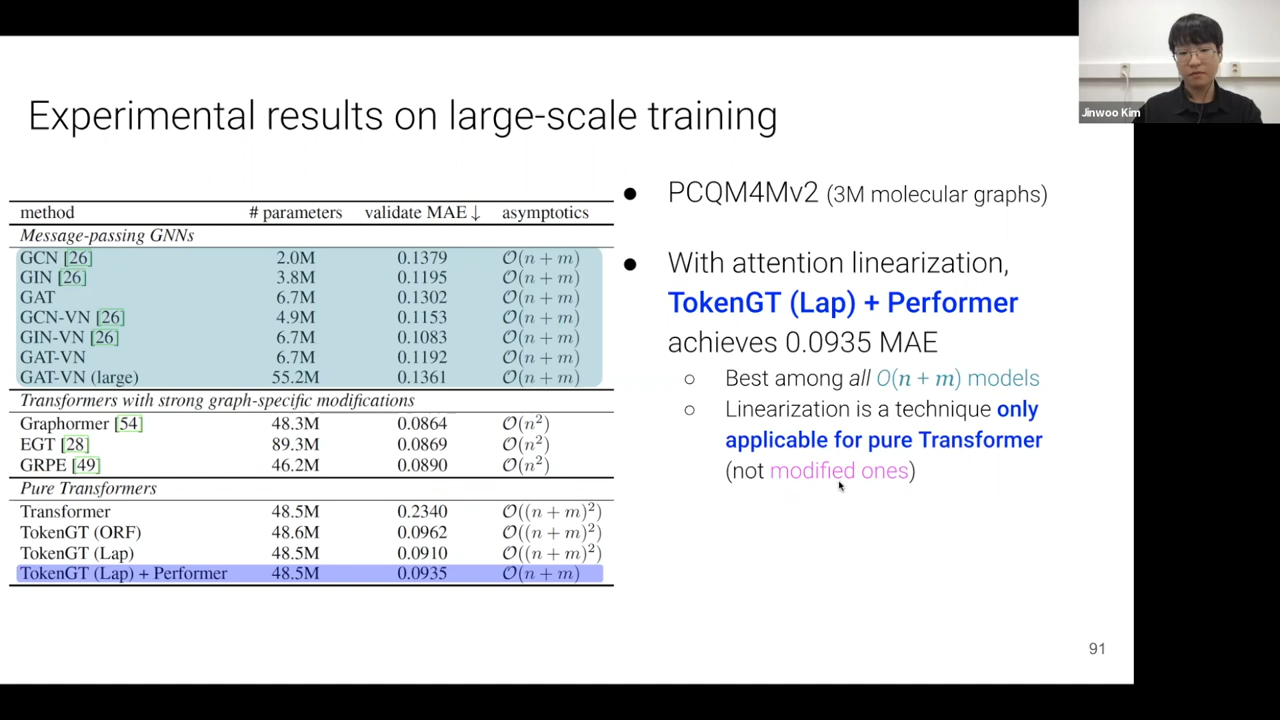 Experimental results on large-scale training
Jinwoo Kim
method # parameters validate MAE ↓ asymptotics
Message-passing GNNs
GCN [26] 2.0M 0.1379 𝒪(n + m)
GIN [26] 3.8M 0.1195 𝒪(n + m)
GAT 6.7M 0.1302 𝒪(n + m)
GCN-VN [26] 4.9M 0.1153 𝒪(n + m)
GIN-VN [26] 6.7M 0.1083 𝒪(n + m)
GAT-VN 6.7M 0.1192 𝒪(n + m)
GAT-VN (large) 55.2M 0.1361 𝒪(n + m)
Transformers with strong graph-specific modifications
Graphormer [54] 48.3M 0.0864 𝒪(n²)
EGT [28] 89.3M 0.0869 𝒪(n²)
GRPE [49] 46.2M 0.0890 𝒪(n²)
Pure Transformers
Transformer 48.5M 0.2340 𝒪((n + m)²)
TokenGT (ORF) 48.6M 0.0962 𝒪((n + m)²)
TokenGT (Lap) 48.5M 0.0910 𝒪((n + m)²)
TokenGT (Lap) + Performer 48.5M 0.0935 𝒪(n + m)
● PCQM4Mv2 (3M molecular graphs)
● With attention linearization,
TokenGT (Lap) + Performer
achieves 0.0935 MAE
○ Best among all O(n + m) models
○ Linearization is a technique only
applicable for pure Transformer
(not modified ones)
91